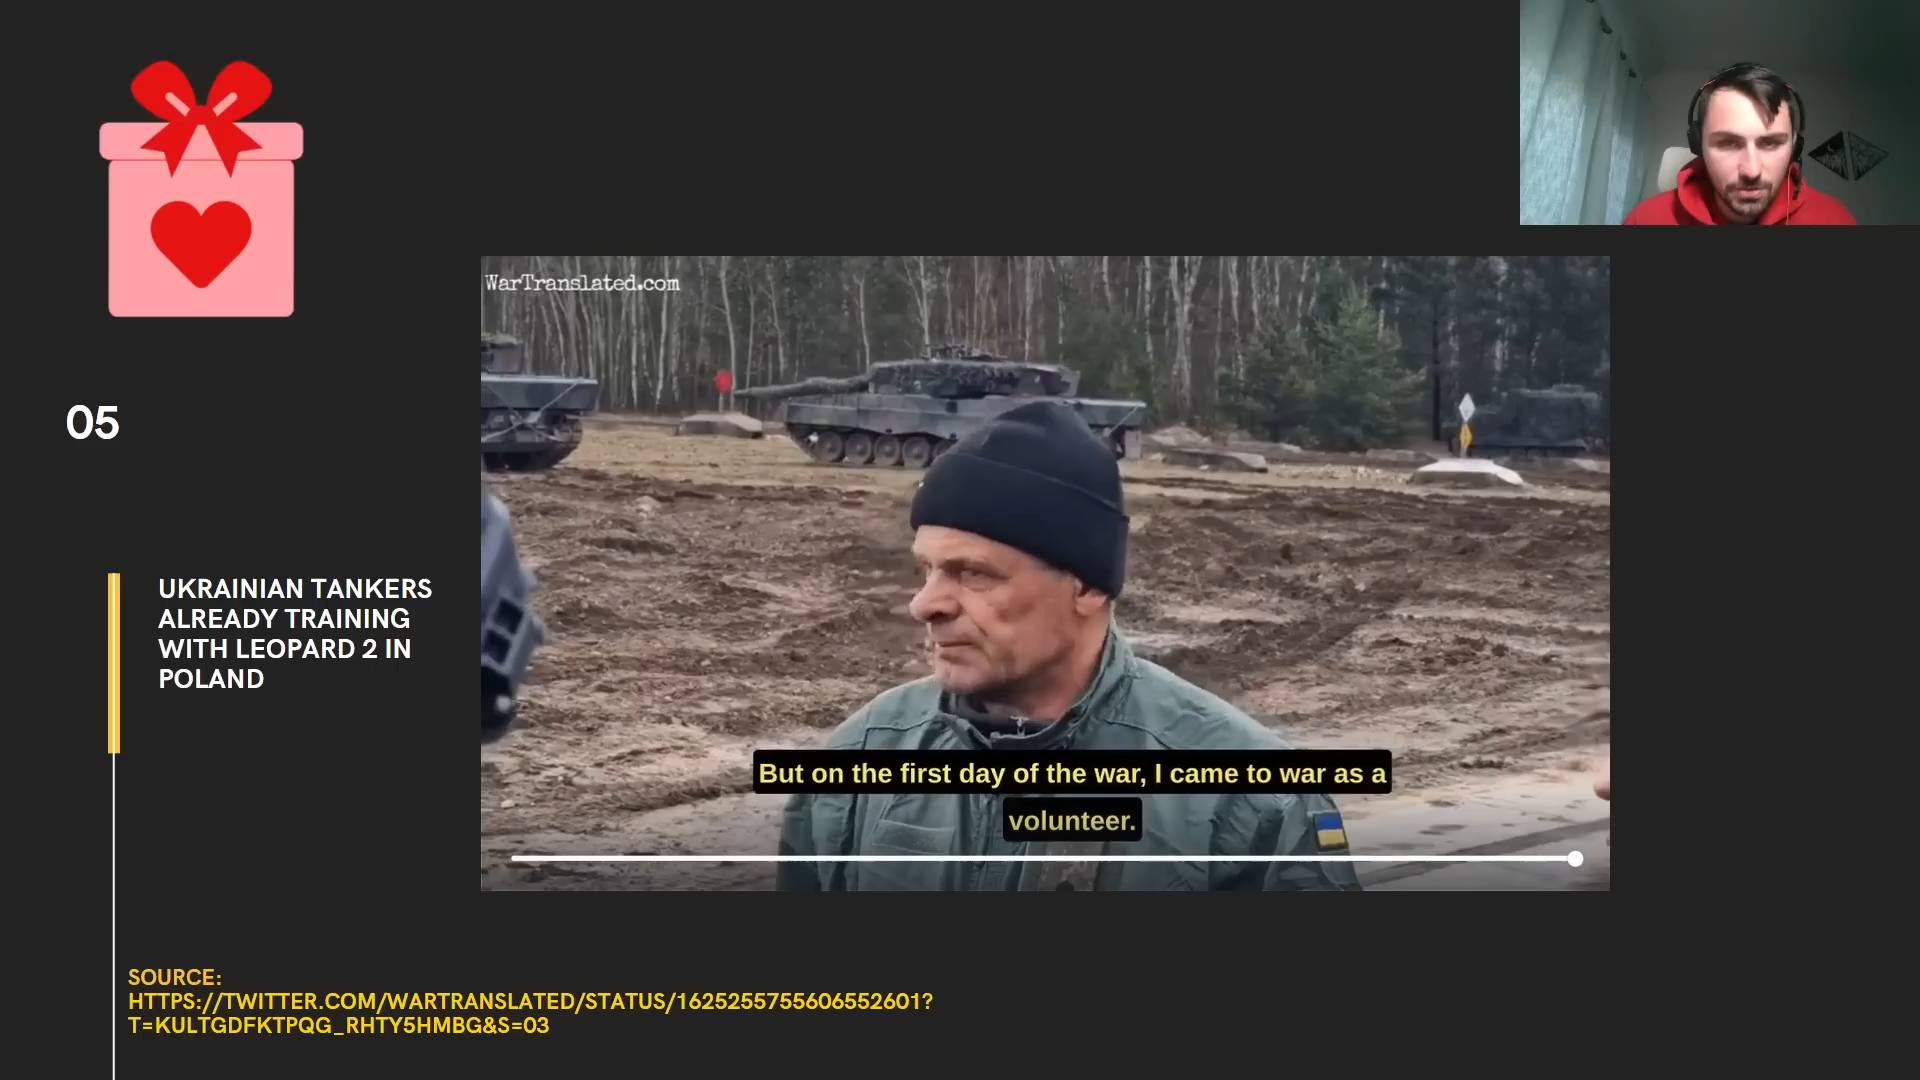 WarTranslated.com
05
UKRAINIAN TANKERS
ALREADY TRAINING
WITH LEOPARD 2 IN
POLAND
But on the first day of the war, I came to war as a
volunteer.
SOURCE:
HTTPS://TWITTER.COM/WARTRANSLATED/STATUS/1625255755606552601?
T=KULTGDFKTPQG_RHTY5HMBG&S=03